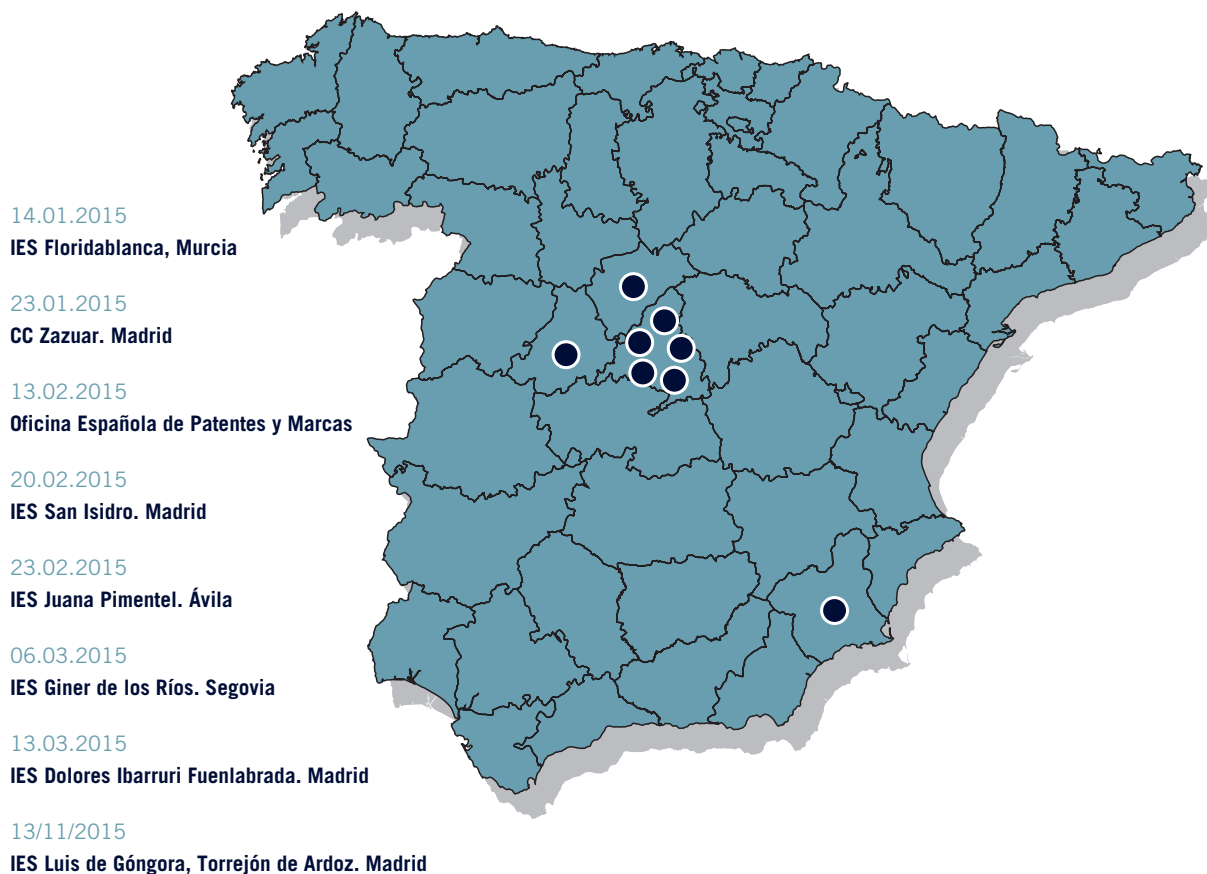 14.01.2015
IES Floridablanca, Murcia
23.01.2015
CC Zazuar. Madrid
13.02.2015
Oficina Española de Patentes y Marcas
20.02.2015
IES San Isidro. Madrid
23.02.2015
IES Juana Pimentel. Ávila
06.03.2015
IES Giner de los Ríos. Segovia
13.03.2015
IES Dolores Ibarruri Fuenlabrada. Madrid
13/11/2015
IES Luis de Góngora, Torrejón de Ardoz. Madrid